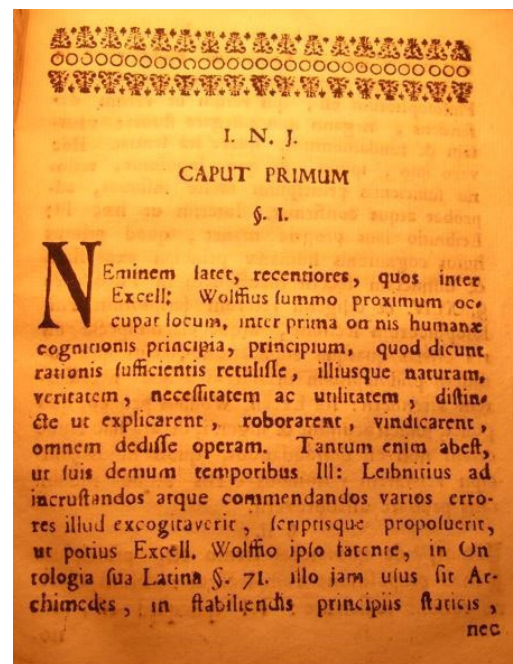 I. N. J.
CAPUT PRIMUM
§. I.
NEminem latet, recentiores, quos inter
Excell: Wolffius summo proximum oc-
cupat locum, inter prima omnis humanæ
cognitionis principia, principium, quod dicunt
rationis sufficientis retulisse, illiusque naturam,
veritatem, necessitatem ac utilitatem, distin-
cte ut explicarent, roborarent, vindicarent,
omnem dedisse operam. Tantum enim abest,
ut suis demum temporibus Ill: Leibnitius ad
incrustandos atque commendandos varios erro-
res illud excogitaverit, scriptisque proposuerit,
ut potius Excell. Wolffio ipso fatente, in On
tologia sua Latina §. 71. illo jam usus sit Ar-
chimedes, in stabiliendis principiis staticis,
nec